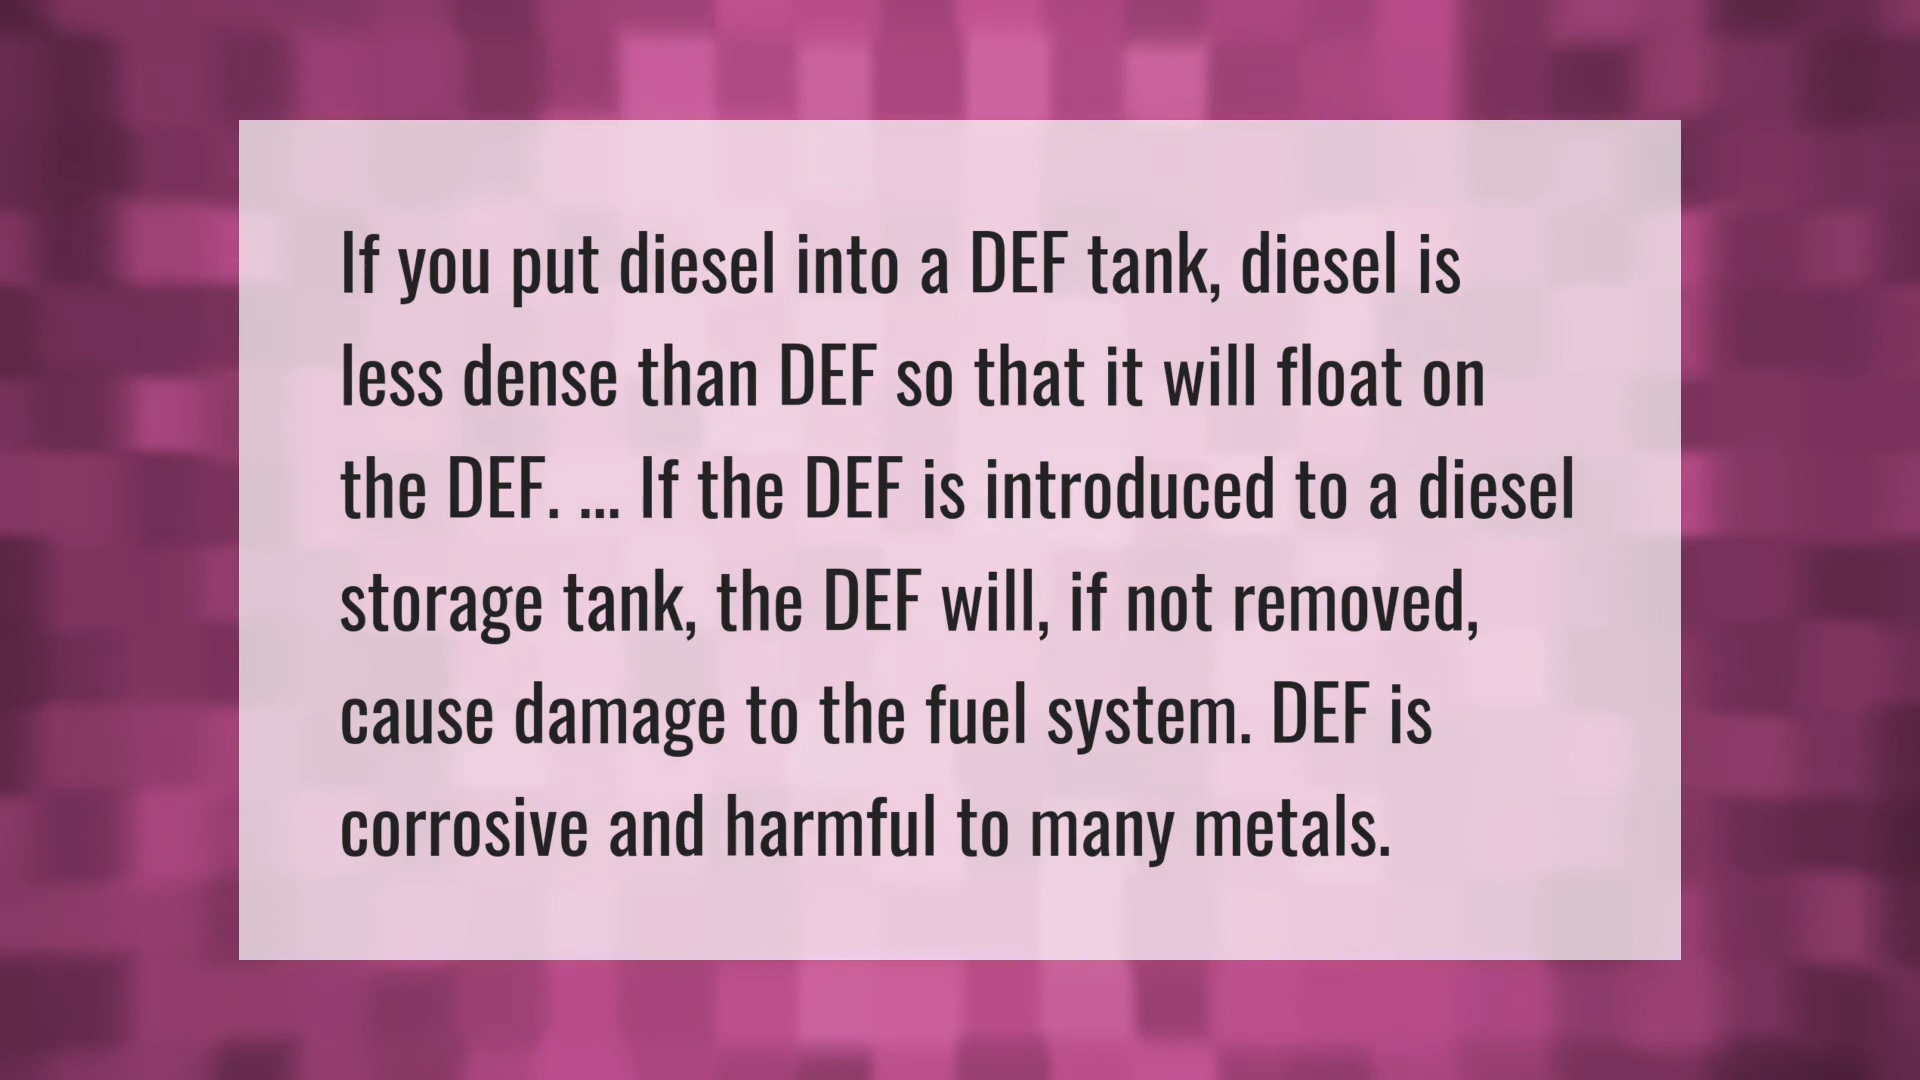 If you put diesel into a DEF tank, diesel is
less dense than DEF so that it will float on
the DEF. ... If the DEF is introduced to a diesel
storage tank, the DEF will, if not removed,
cause damage to the fuel system. DEF is
corrosive and harmful to many metals.